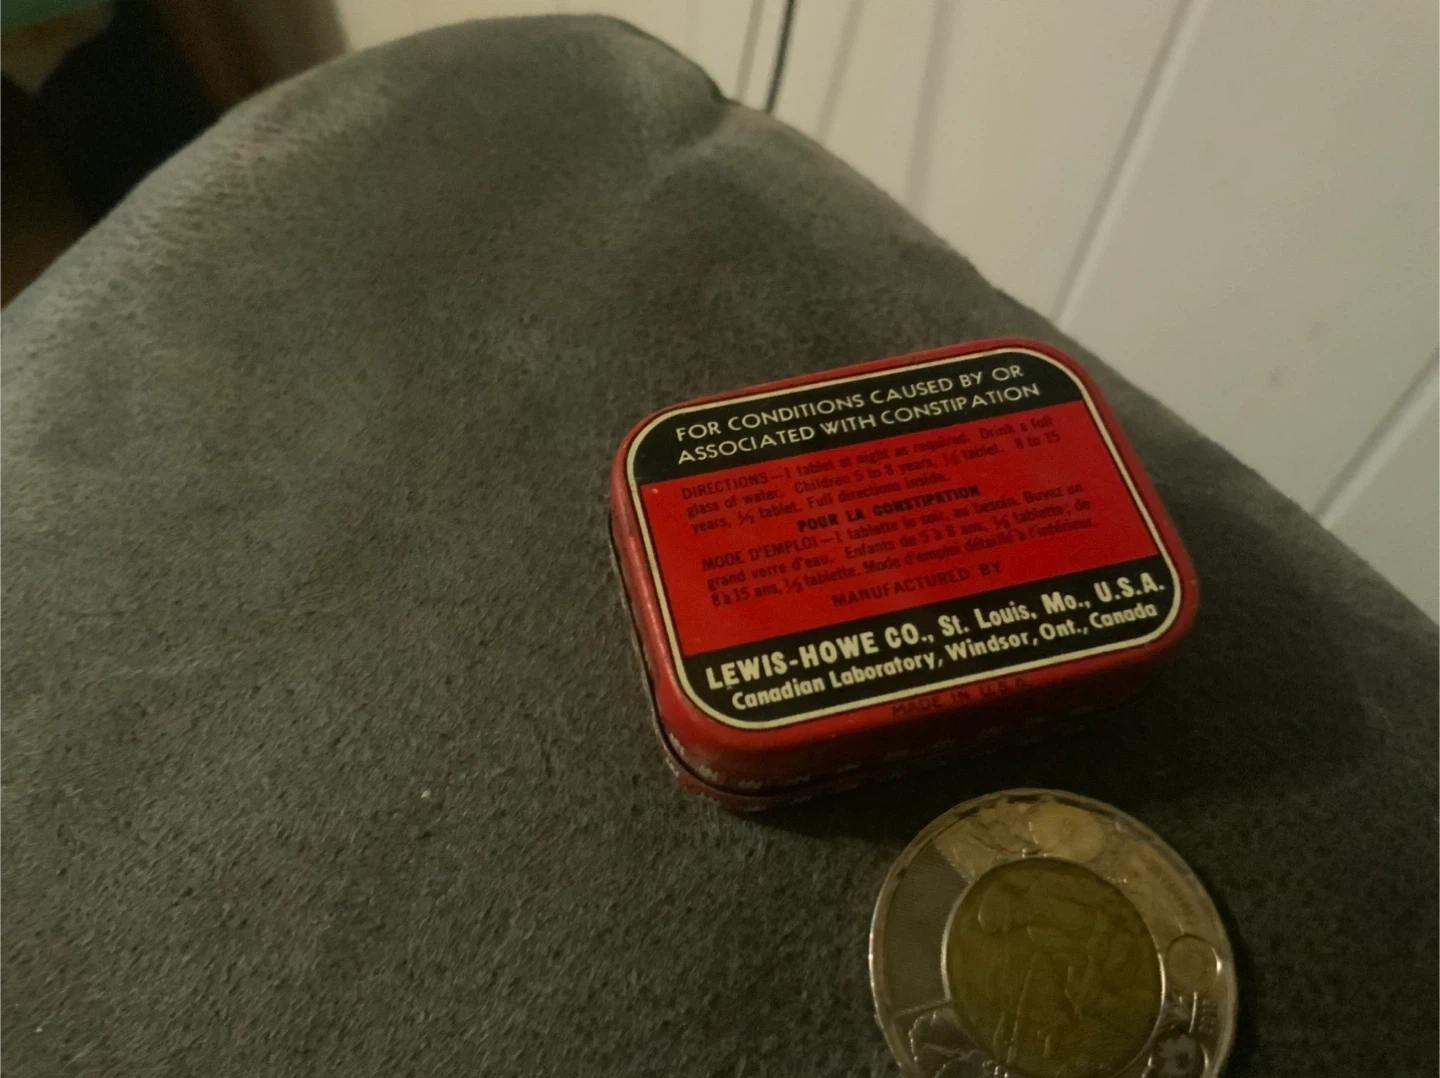 FOR CONDITIONS CAUSED BY OR
ASSOCIATED WITH CONSTIPATION
DIRECTIONS—1 tablet at night as required. Drink a full
glass of water. Children 5 to 8 years, ⅓ tablet. 8 to 15
years, ½ tablet. Full directions inside.
POUR LA CONSTIPATION
MODE D'EMPLOI—1 tablette le soir, au besoin. Buvez un
grand verre d'eau. Enfants de 5 à 8 ans, ⅓ tablette; de
8 à 15 ans, ½ tablette. Mode d'emploi détaillé à l'intérieur.
MANUFACTURED BY
LEWIS-HOWE CO., St. Louis, Mo., U.S.A.
Canadian Laboratory, Windsor, Ont., Canada
MADE IN U.S.A.